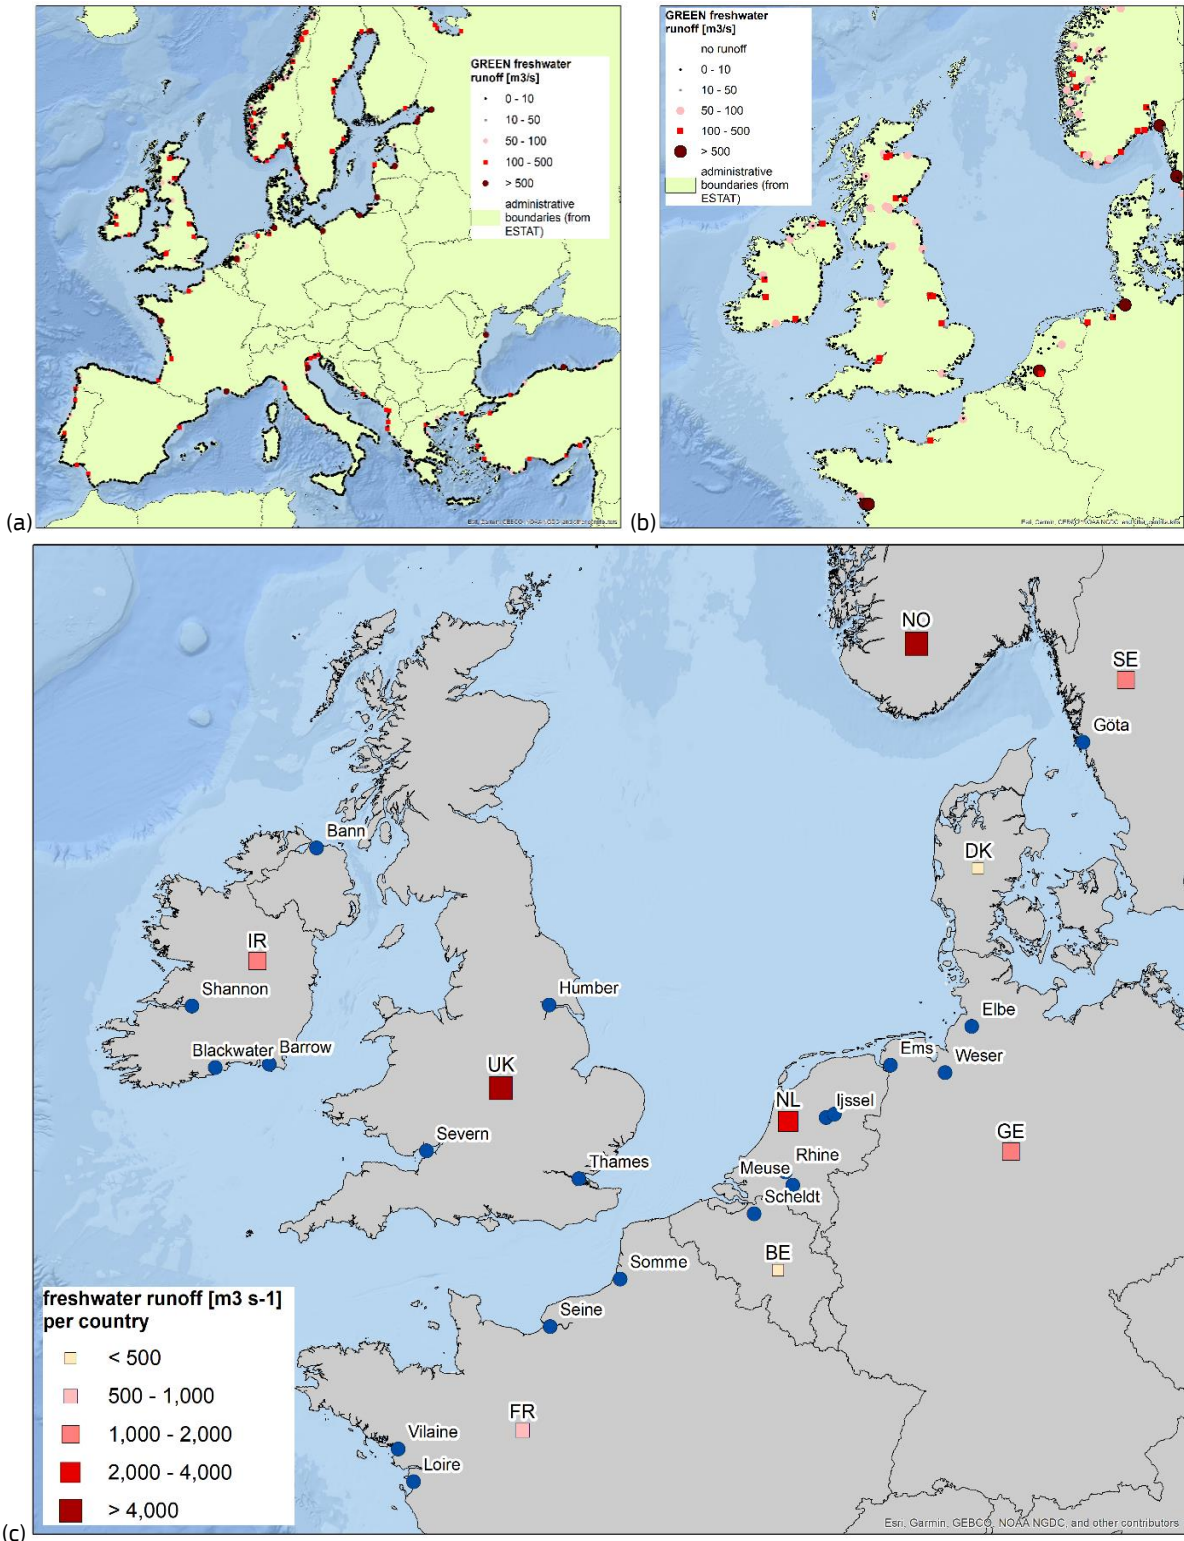 GREEN freshwater
runoff [m3/s]
0 - 10
10 - 50
50 - 100
100 - 500
> 500
administrative
boundaries (from
ESTAT)
(a)
GREEN freshwater
runoff [m3/s]
no runoff
0 - 10
10 - 50
50 - 100
100 - 500
> 500
administrative
boundaries (from
ESTAT)
(b)
NO
SE
Göta
Bann
DK
IR
Shannon
Humber
Elbe
Blackwater
Barrow
Ems
Weser
UK
NL
Ijssel
Severn
GE
Thames
Rhine
Meuse
Scheldt
BE
Somme
Seine
FR
Vilaine
Loire
freshwater runoff [m3 s-1]
per country
< 500
500 - 1,000
1,000 - 2,000
2,000 - 4,000
> 4,000
Esri, Garmin, GEBCO, NOAA NGDC, and other contributors
(c)